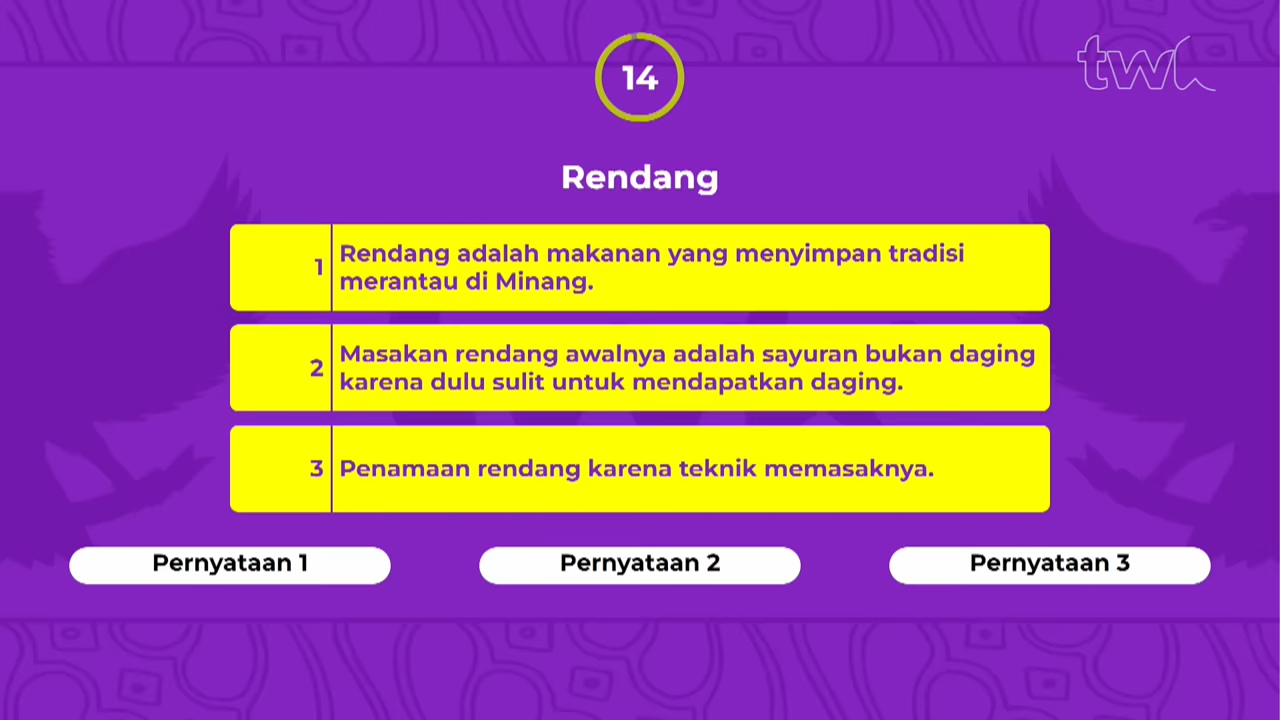 14
twk
Rendang
1
Rendang adalah makanan yang menyimpan tradisi
merantau di Minang.
2
Masakan rendang awalnya adalah sayuran bukan daging
karena dulu sulit untuk mendapatkan daging.
3
Penamaan rendang karena teknik memasaknya.
Pernyataan 1
Pernyataan 2
Pernyataan 3